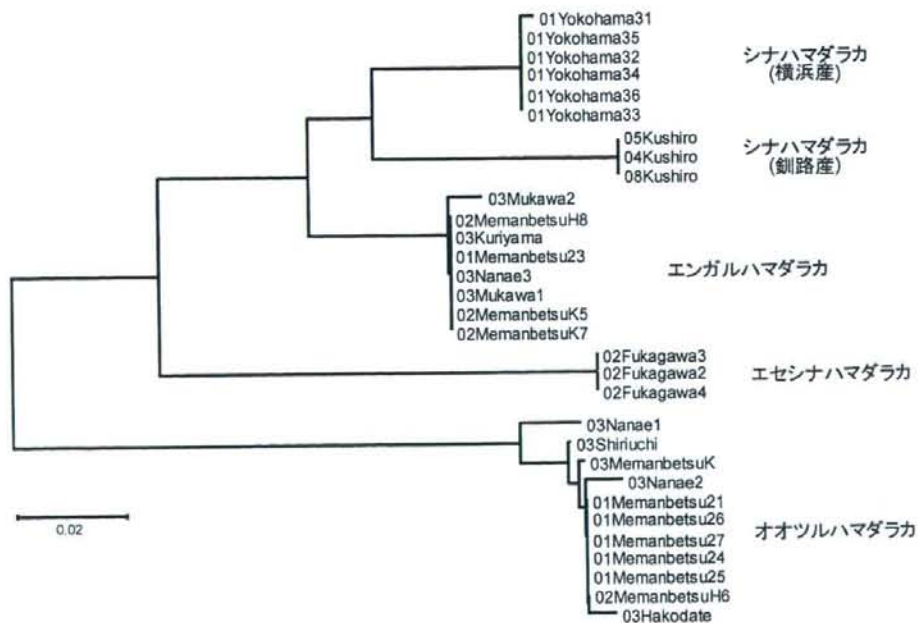 01Yokohama31
01Yokohama35
01Yokohama32
01Yokohama34
01Yokohama36
01Yokohama33
シナハマダラカ
(横浜産)
05Kushiro
04Kushiro
08Kushiro
シナハマダラカ
(釧路産)
03Mukawa2
02MemanbetsuH8
03Kuriyama
01Memanbetsu23
03Nanae3
03Mukawa1
02MemanbetsuK5
02MemanbetsuK7
エンガルハマダラカ
02Fukagawa3
02Fukagawa2
02Fukagawa4
エセシナハマダラカ
03Nanae1
03Shiriuchi
03MemanbetsuK
03Nanae2
01Memanbetsu21
01Memanbetsu26
01Memanbetsu27
01Memanbetsu24
01Memanbetsu25
02MemanbetsuH6
03Hakodate
オオツルハマダラカ
0.02